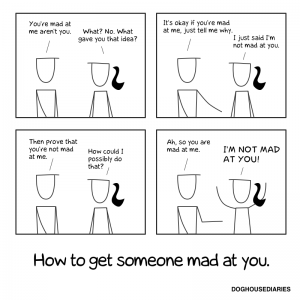 You're mad at
me aren't you.
What? No. What
gave you that idea?
It's okay if you're mad
at me, just tell me why.
I just said I'm
not mad at you.
Then prove that
you're not mad
at me.
How could I
possibly do
that?
Ah, so you are
mad at me.
I'M NOT MAD
AT YOU!
How to get someone mad at you.
DOGHOUSEDIARIES